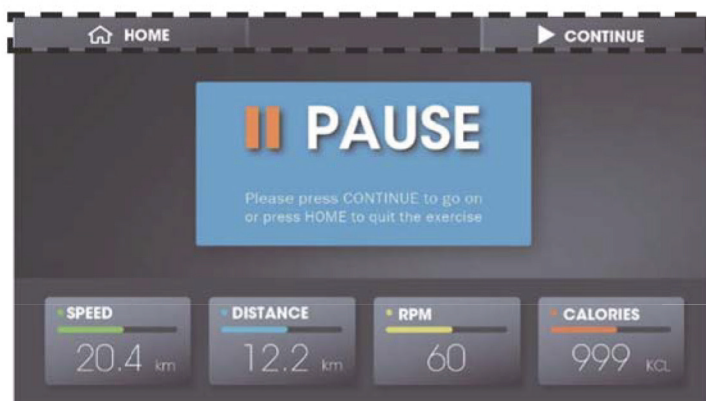 HOME
CONTINUE
PAUSE
Please press CONTINUE to go on
or press HOME to quit the exercise
SPEED
20.4 km
DISTANCE
12.2 km
RPM
60
CALORIES
999 KCL